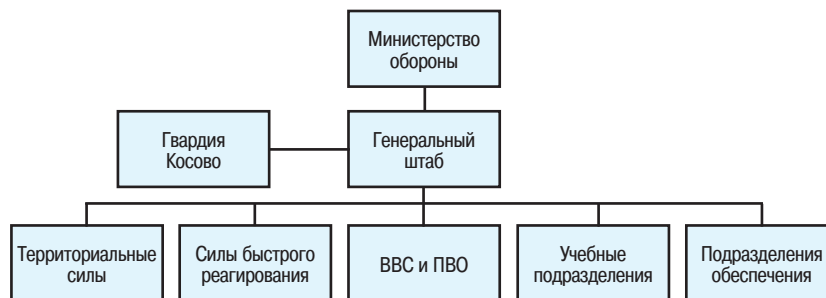 Министерство
обороны
Гвардия
Косово
Генеральный
штаб
Территориальные
силы
Силы быстрого
реагирования
ВВС и ПВО
Учебные
подразделения
Подразделения
обеспечения